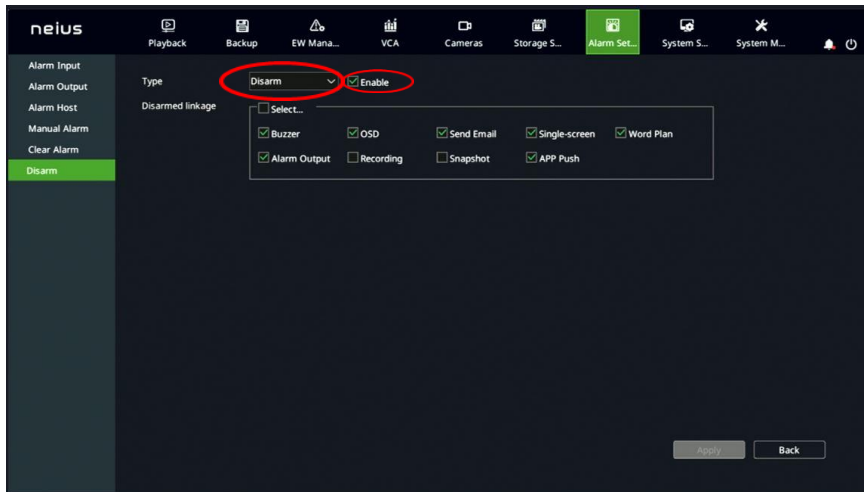 neius
Playback Backup EW Mana... VCA Cameras Storage S... Alarm Set... System S... System M...
Alarm Input
Alarm Output
Alarm Host
Manual Alarm
Clear Alarm
Disarm
Type Disarm Enable
Disarmed linkage Select...
Buzzer OSD Send Email Single-screen Word Plan
Alarm Output Recording Snapshot APP Push
Apply Back